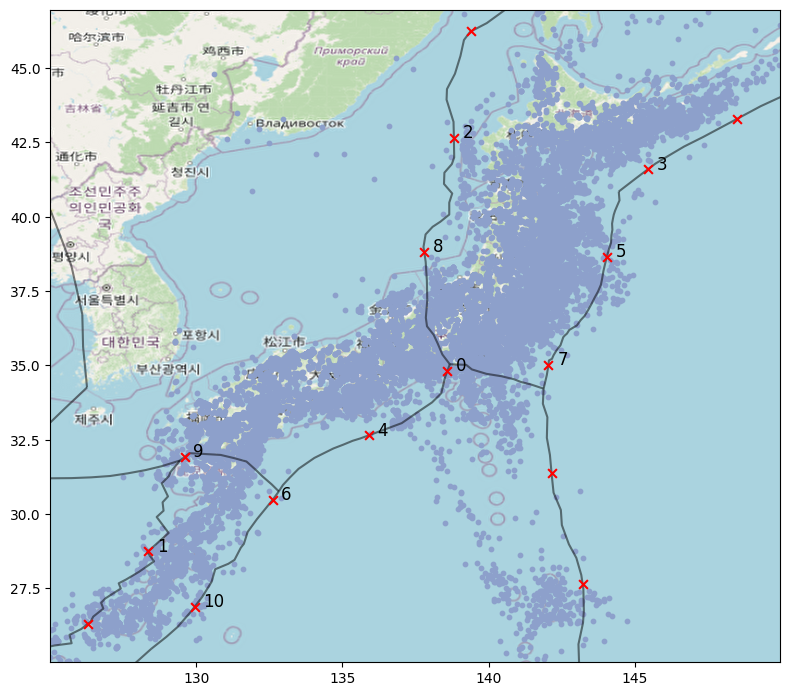 哈尔滨市
鸡西市
Приморский
край
牡丹江市
延吉市 연
길시
吉林省
Владивосток
通化市
청진시
조선민주주
의인민공화
국
평양시
서울특별시
대한민국
포항시
부산광역시
제주시
松江市
45.0
42.5
40.0
37.5
35.0
32.5
30.0
27.5
130
135
140
145
2
3
8
5
0
7
4
9
6
1
10